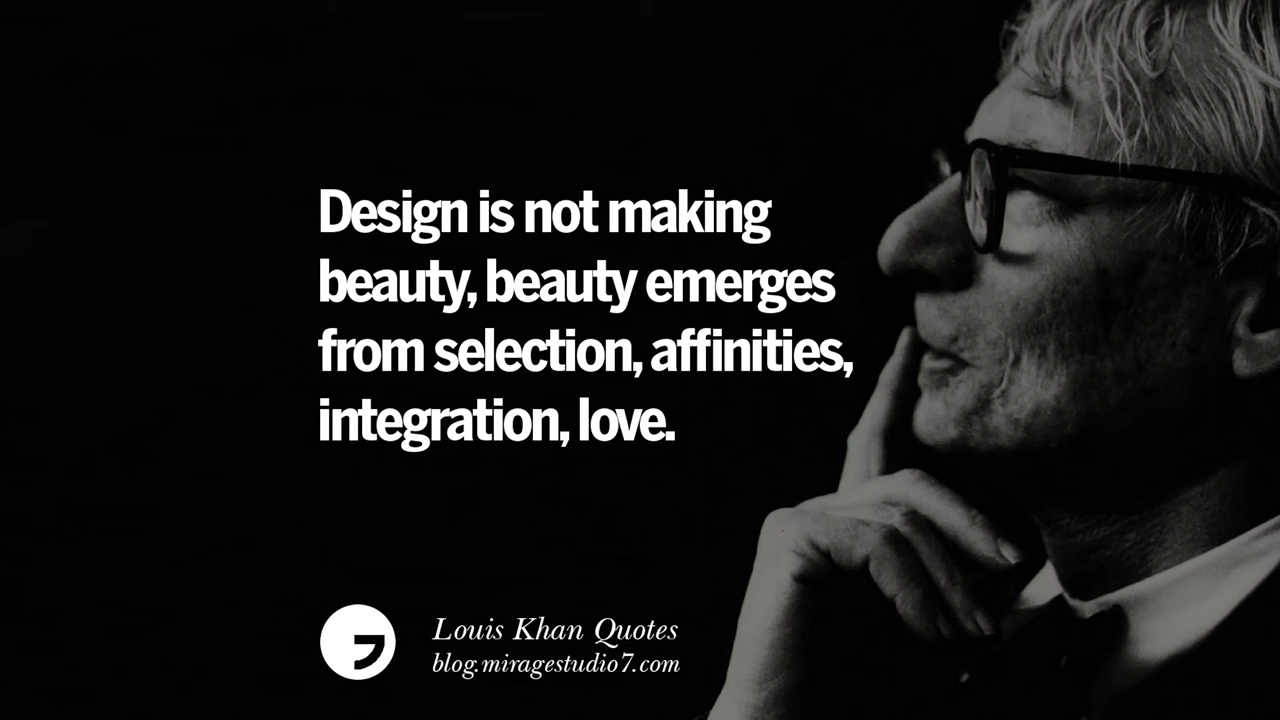 Design is not making
beauty, beauty emerges
from selection, affinities,
integration, love.
Louis Khan Quotes
blog.miragestudio7.com